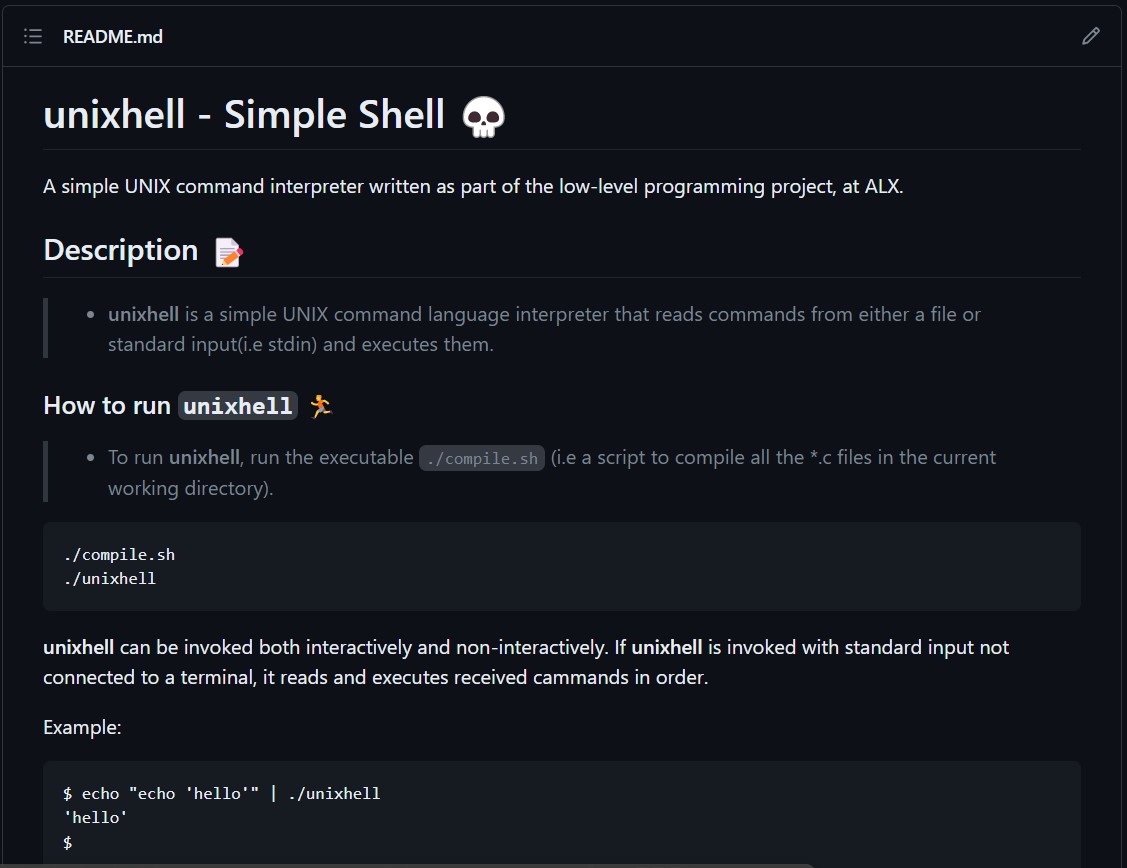 README.md
unixhell - Simple Shell 💀
A simple UNIX command interpreter written as part of the low-level programming project, at ALX.
Description 📝
• unixhell is a simple UNIX command language interpreter that reads commands from either a file or
standard input(i.e stdin) and executes them.
How to run unixhell 🏃
• To run unixhell, run the executable ./compile.sh (i.e a script to compile all the *.c files in the current
working directory).
./compile.sh
./unixhell
unixhell can be invoked both interactively and non-interactively. If unixhell is invoked with standard input not
connected to a terminal, it reads and executes received cammands in order.
Example:
$ echo "echo 'hello'" | ./unixhell
'hello'
$